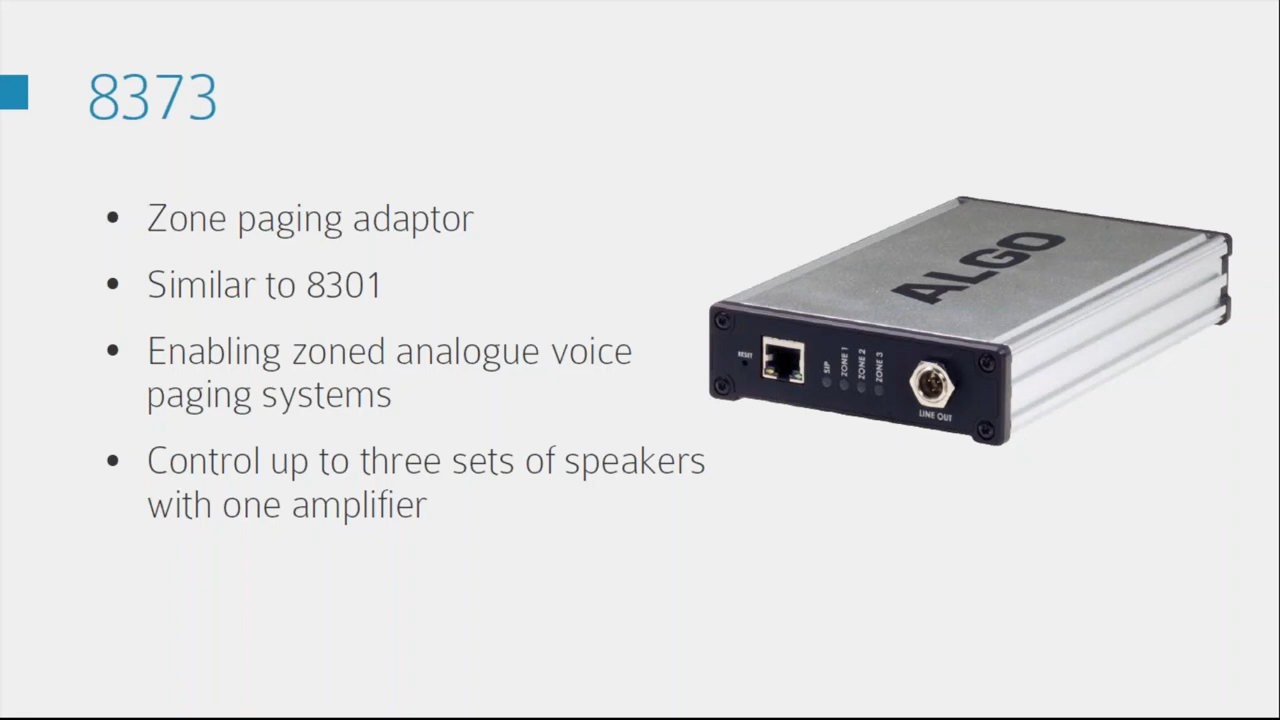 8373
• Zone paging adaptor
• Similar to 8301
• Enabling zoned analogue voice
paging systems
• Control up to three sets of speakers
with one amplifier
ALGO
RESET
SIP
ZONE 1
ZONE 2
ZONE 3
LINE OUT